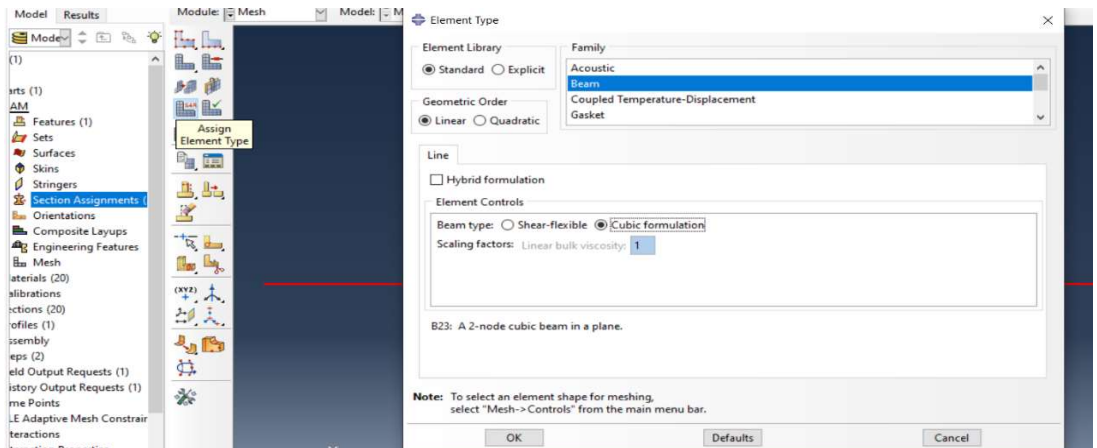 Model Results
Module: Mesh Model: M
Mode
(1)
arts (1)
AM
Features (1)
Sets
Surfaces
Skins
Stringers
Section Assignments (
Orientations
Composite Layups
Engineering Features
Mesh
aterials (20)
alibrations
ections (20)
ofiles (1)
ssembly
eps (2)
eld Output Requests (1)
istory Output Requests (1)
me Points
LE Adaptive Mesh Constrair
teractions
Assign
Element Type
(XYZ)
Element Type
Element Library
Standard Explicit
Geometric Order
Linear Quadratic
Family
Acoustic
Beam
Coupled Temperature-Displacement
Gasket
Line
Hybrid formulation
Element Controls
Beam type: Shear-flexible Cubic formulation
Scaling factors: Linear bulk viscosity: 1
B23: A 2-node cubic beam in a plane.
Note: To select an element shape for meshing,
select "Mesh->Controls" from the main menu bar.
OK Defaults Cancel